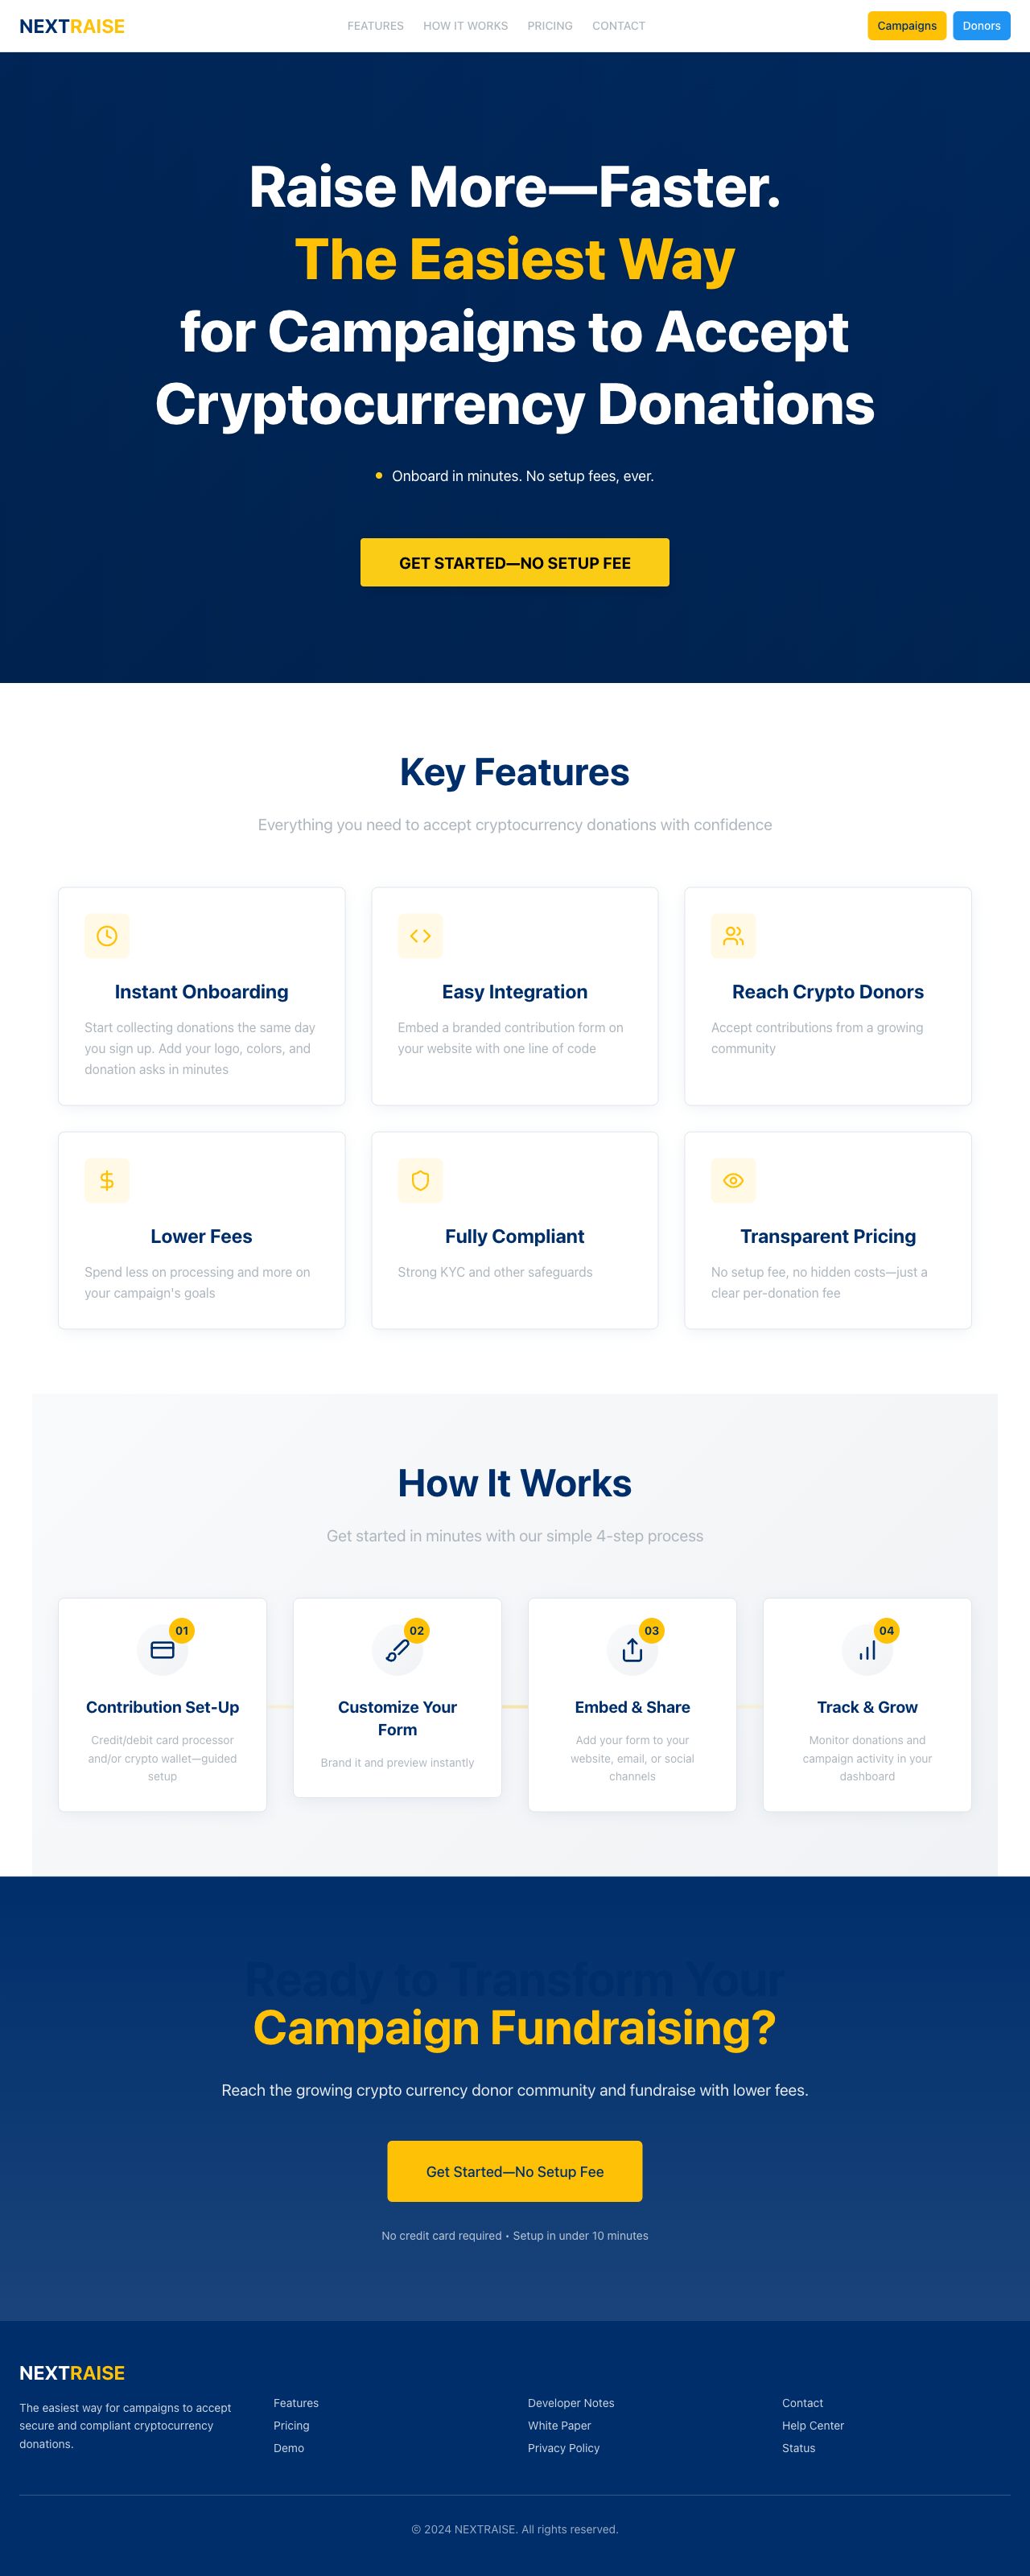 NEXTRAISE
FEATURES HOW IT WORKS PRICING CONTACT
Campaigns Donors
Raise More—Faster.
The Easiest Way
for Campaigns to Accept
Cryptocurrency Donations
Onboard in minutes. No setup fees, ever.
GET STARTED—NO SETUP FEE
Key Features
Everything you need to accept cryptocurrency donations with confidence
Instant Onboarding
Start collecting donations the same day
you sign up. Add your logo, colors, and
donation asks in minutes
Easy Integration
Embed a branded contribution form on
your website with one line of code
Reach Crypto Donors
Accept contributions from a growing
community
Lower Fees
Spend less on processing and more on
your campaign's goals
Fully Compliant
Strong KYC and other safeguards
Transparent Pricing
No setup fee, no hidden costs—just a
clear per-donation fee
How It Works
Get started in minutes with our simple 4-step process
01
Contribution Set-Up
Credit/debit card processor
and/or crypto wallet—guided
setup
02
Customize Your
Form
Brand it and preview instantly
03
Embed & Share
Add your form to your
website, email, or social
channels
04
Track & Grow
Monitor donations and
campaign activity in your
dashboard
Ready to Transform Your
Campaign Fundraising?
Reach the growing crypto currency donor community and fundraise with lower fees.
Get Started—No Setup Fee
No credit card required • Setup in under 10 minutes
NEXTRAISE
The easiest way for campaigns to accept
secure and compliant cryptocurrency
donations.
Features
Pricing
Demo
Developer Notes
White Paper
Privacy Policy
Contact
Help Center
Status
© 2024 NEXTRAISE. All rights reserved.